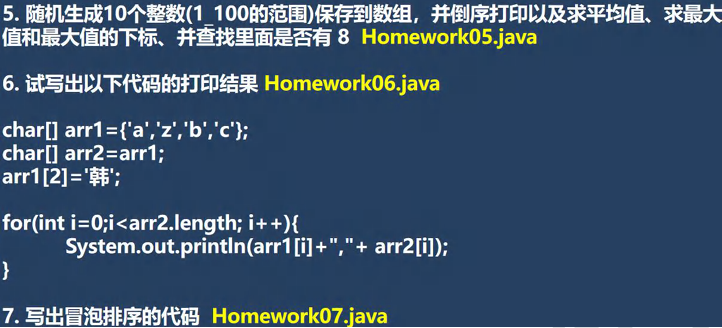 5. 随机生成10个整数(1_100的范围)保存到数组，并倒序打印以及求平均值、求最大
值和最大值的下标、并查找里面是否有 8 Homework05.java
6. 试写出以下代码的打印结果 Homework06.java
char[] arr1={'a','z','b','c'};
char[] arr2=arr1;
arr1[2]='韩';
for(int i=0;i<arr2.length; i++){
System.out.println(arr1[i]+","+ arr2[i]);
}
7. 写出冒泡排序的代码 Homework07.java